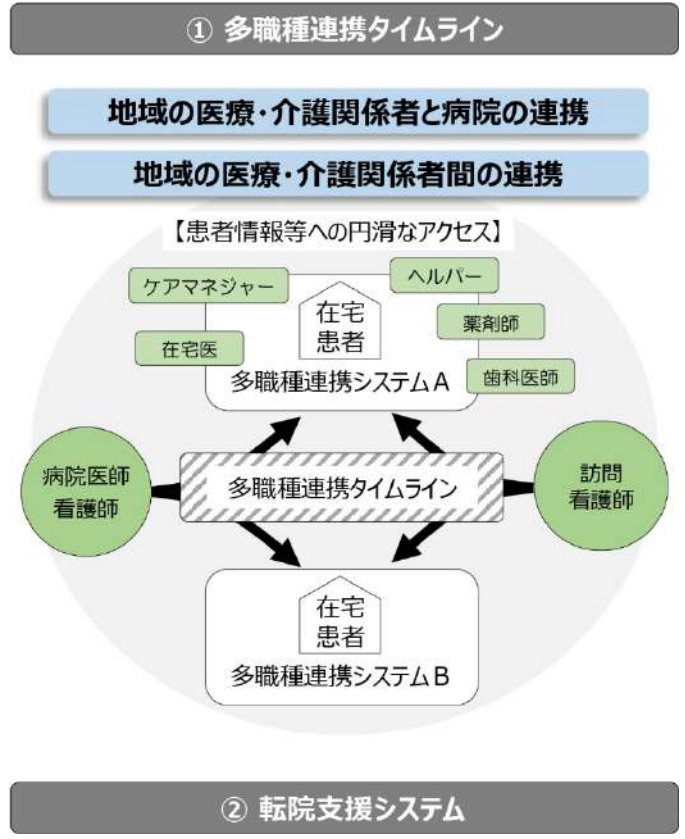 ① 多職種連携タイムライン
地域の医療・介護関係者と病院の連携
地域の医療・介護関係者間の連携
【患者情報等への円滑なアクセス】
ケアマネジャー
ヘルパー
在宅
患者
薬剤師
在宅医
多職種連携システムA
歯科医師
病院医師
看護師
多職種連携タイムライン
訪問
看護師
在宅
患者
多職種連携システムB
② 転院支援システム